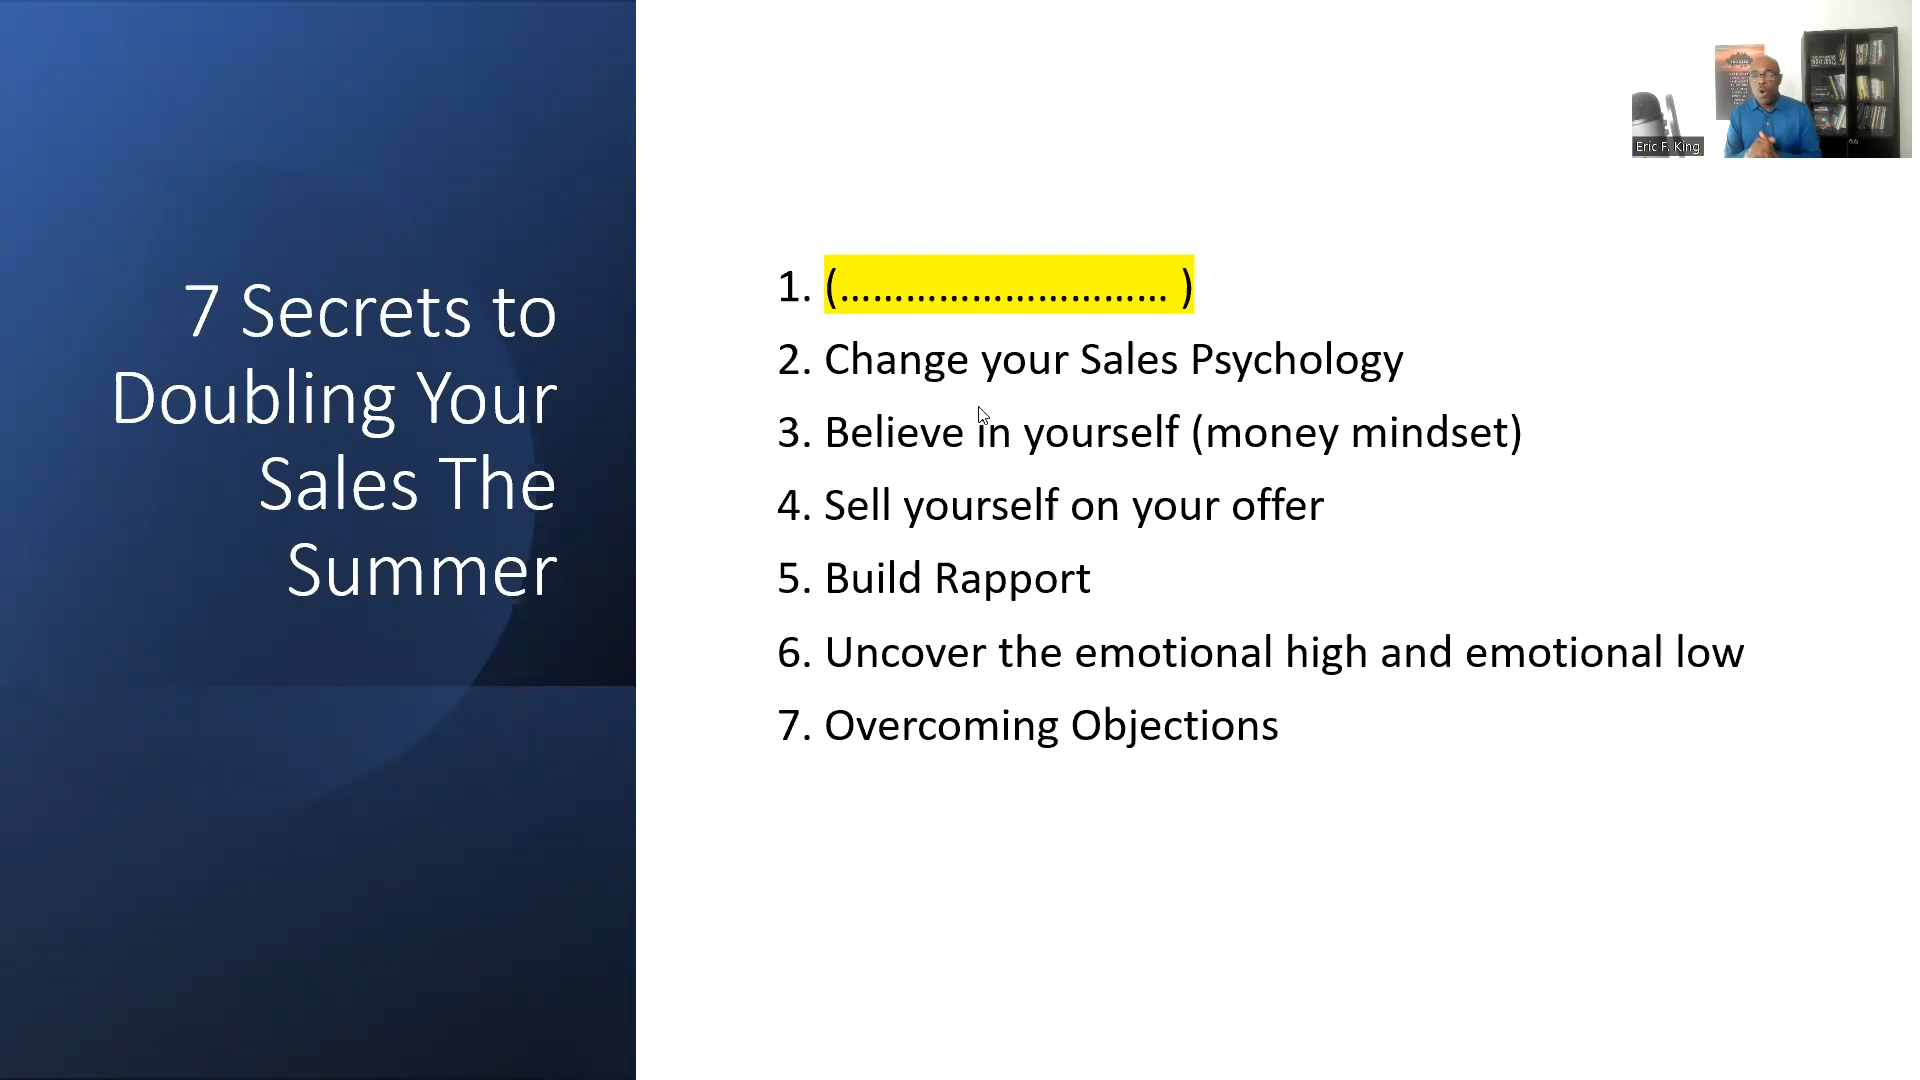 7 Secrets to
Doubling Your
Sales The
Summer
1. (.............................. )
2. Change your Sales Psychology
3. Believe in yourself (money mindset)
4. Sell yourself on your offer
5. Build Rapport
6. Uncover the emotional high and emotional low
7. Overcoming Objections
Eric F. King